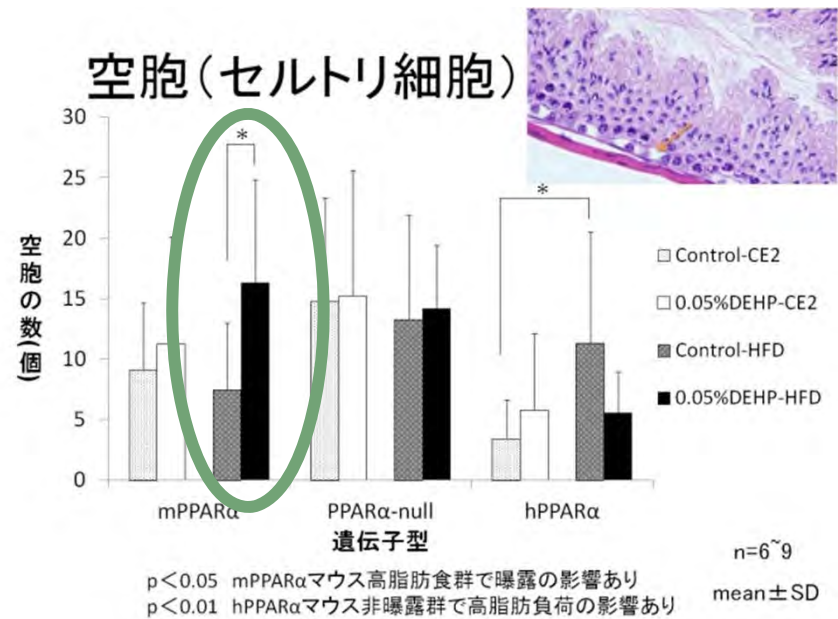 空胞(セルトリ細胞)
30
25
20
15
10
5
0
空胞の数(個)
*
*
Control-CE2
0.05%DEHP-CE2
Control-HFD
0.05%DEHP-HFD
mPPARα PPARα-null hPPARα
遺伝子型
n=6~9
p<0.05 mPPARαマウス高脂肪食群で曝露の影響あり
mean±SD
p<0.01 hPPARαマウス非曝露群で高脂肪負荷の影響あり